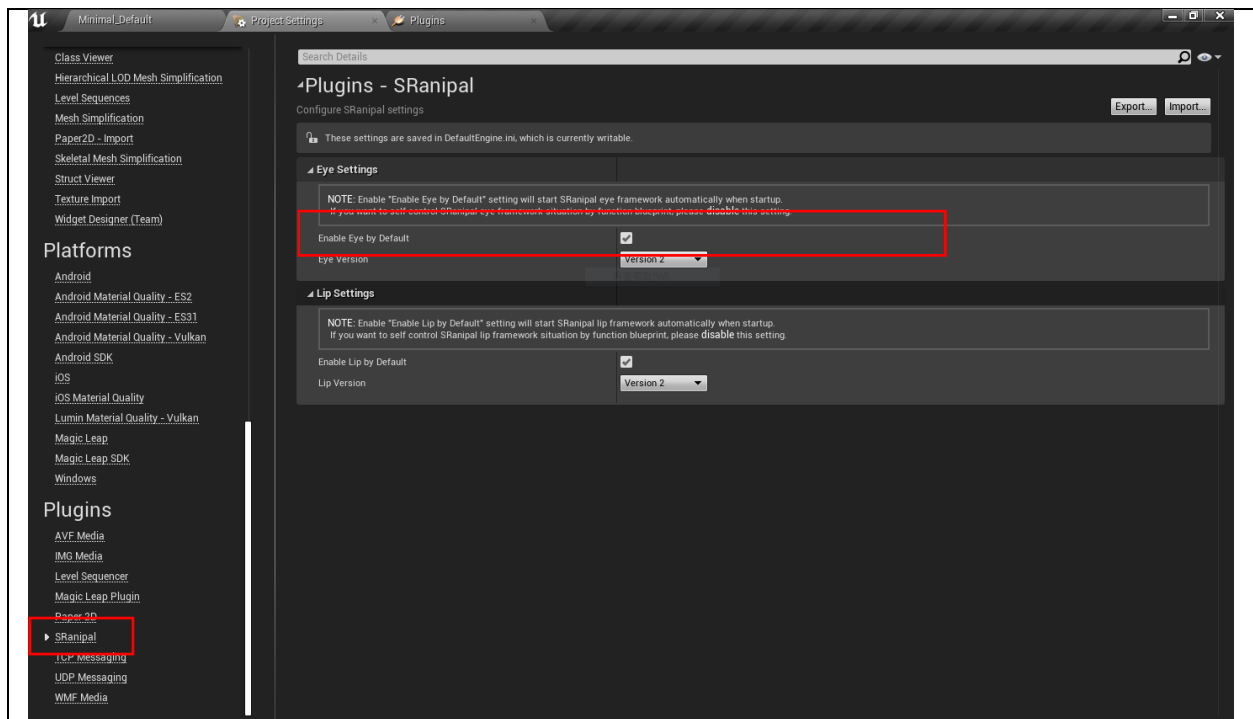 Minimal_Default
Project Settings
Plugins
Class Viewer
Hierarchical LOD Mesh Simplification
Level Sequences
Mesh Simplification
Paper2D - Import
Skeletal Mesh Simplification
Struct Viewer
Texture Import
Widget Designer (Team)
Platforms
Android
Android Material Quality - ES2
Android Material Quality - ES31
Android Material Quality - Vulkan
Android SDK
iOS
iOS Material Quality
Lumin Material Quality - Vulkan
Magic Leap
Magic Leap SDK
Windows
Plugins
AVF Media
IMG Media
Level Sequencer
Magic Leap Plugin
Paper 2D
SRanipal
TCP Messaging
UDP Messaging
WMF Media
Search Details
Plugins - SRanipal
Configure SRanipal settings
Export... Import...
These settings are saved in DefaultEngine.ini, which is currently writable.
Eye Settings
NOTE: Enable "Enable Eye by Default" setting will start SRanipal eye framework automatically when startup.
If you want to self control SRanipal eye framework situation by function blueprint, please disable this setting.
Enable Eye by Default
Eye Version Version 2
Lip Settings
NOTE: Enable "Enable Lip by Default" setting will start SRanipal lip framework automatically when startup.
If you want to self control SRanipal lip framework situation by function blueprint, please disable this setting.
Enable Lip by Default
Lip Version Version 2